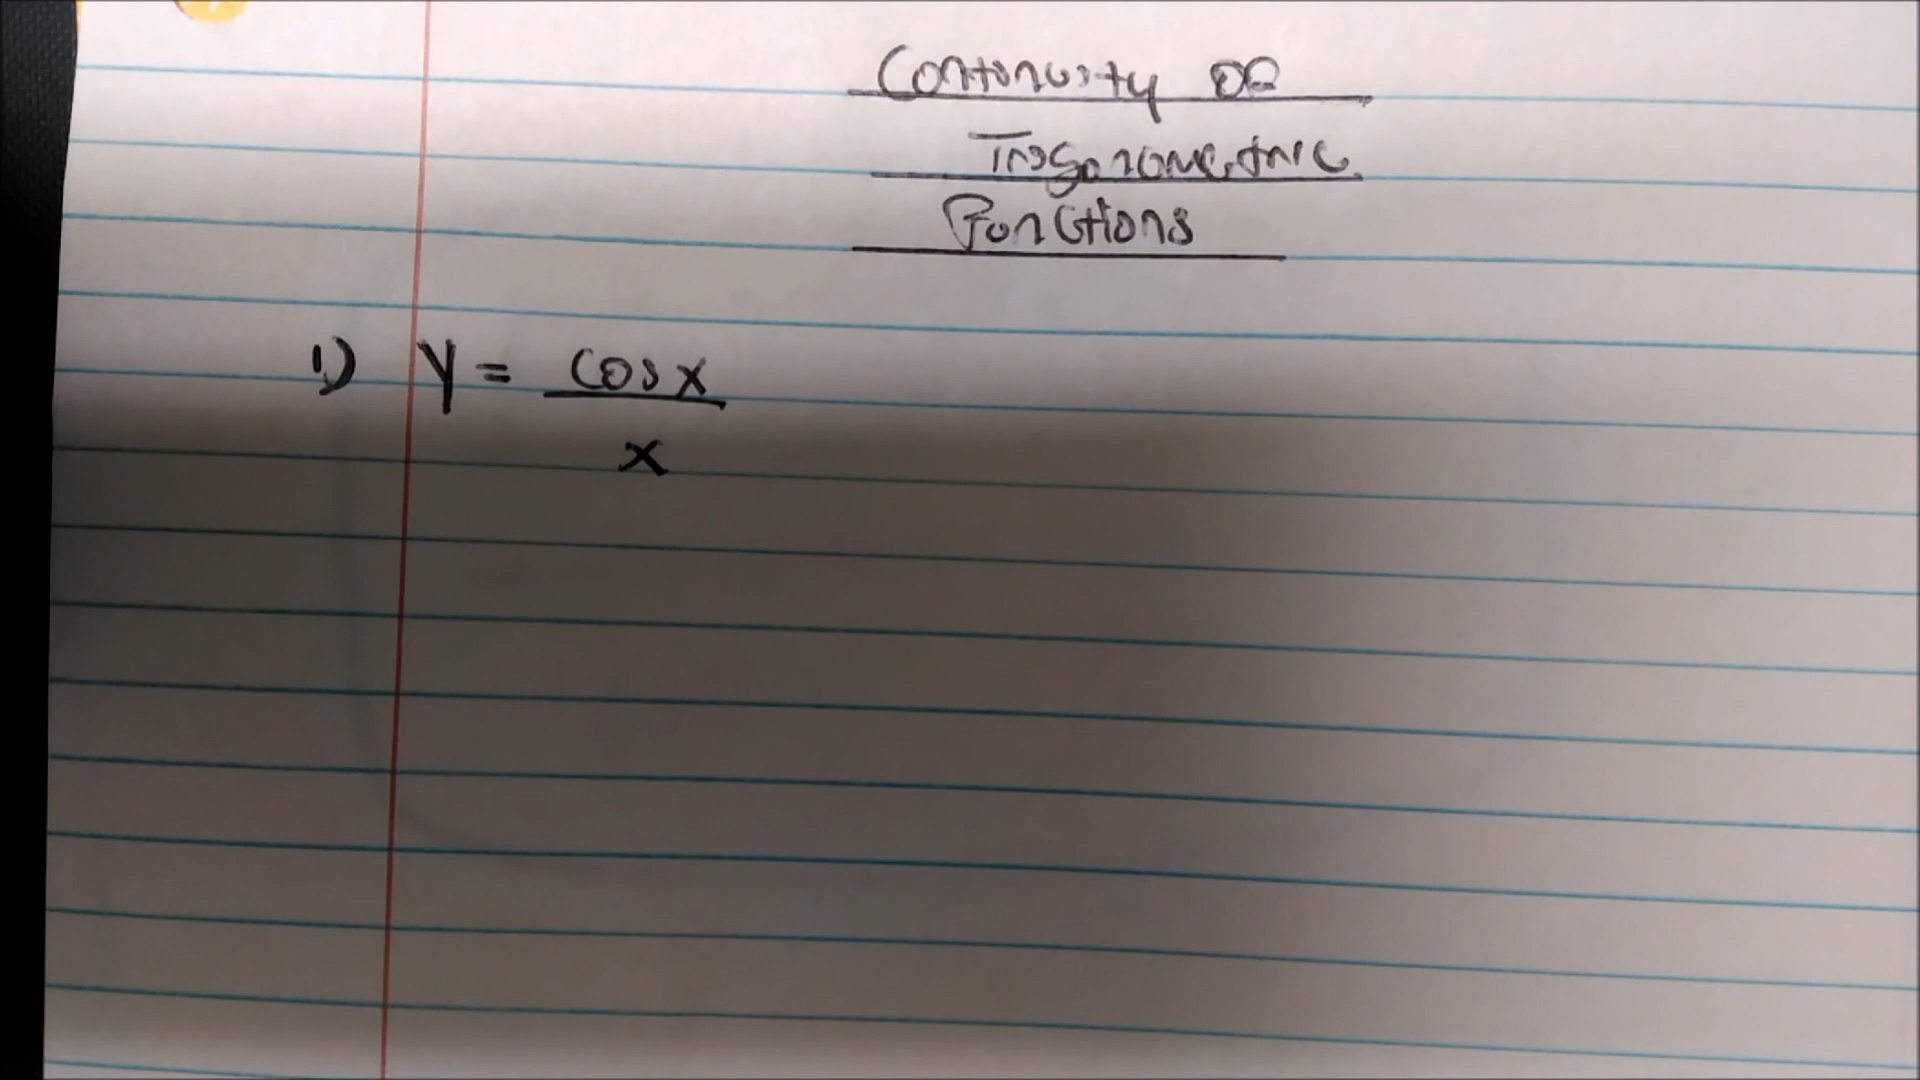 Continuity of
Trigonometric
Functions
1) y = cos x
x